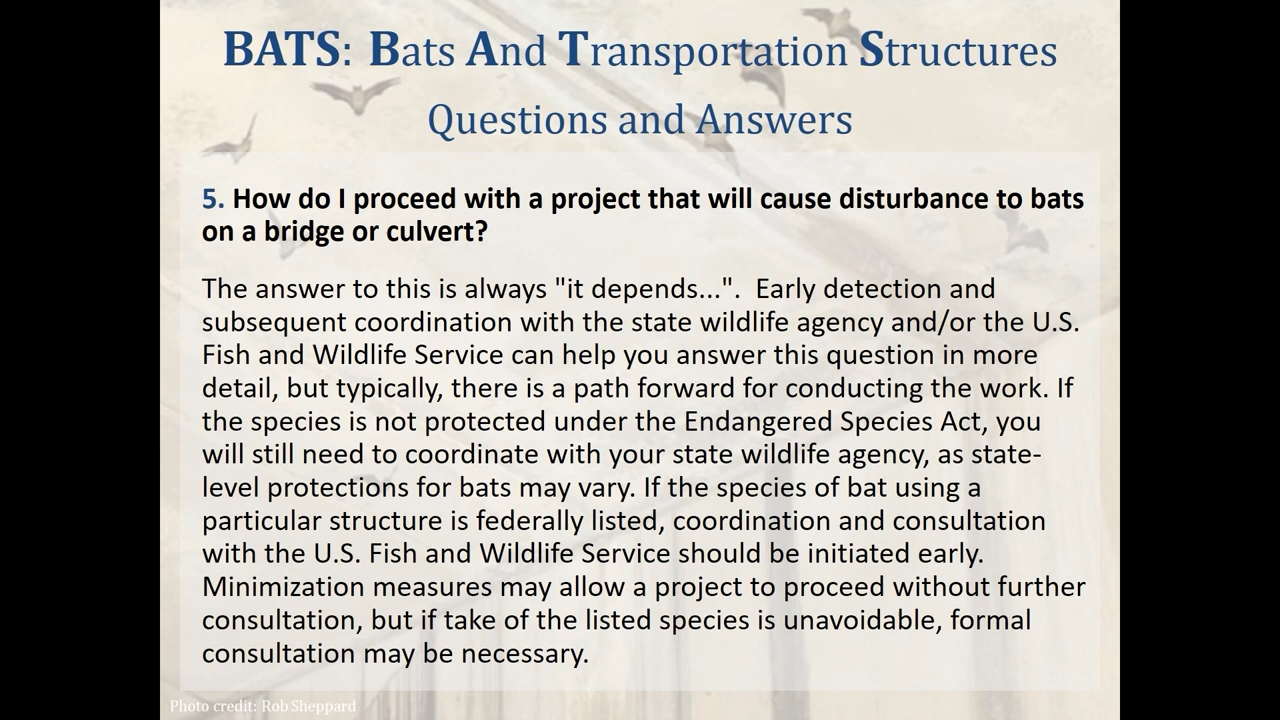 BATS: Bats And Transportation Structures
Questions and Answers
5. How do I proceed with a project that will cause disturbance to bats
on a bridge or culvert?
The answer to this is always "it depends...".  Early detection and
subsequent coordination with the state wildlife agency and/or the U.S.
Fish and Wildlife Service can help you answer this question in more
detail, but typically, there is a path forward for conducting the work. If
the species is not protected under the Endangered Species Act, you
will still need to coordinate with your state wildlife agency, as state-
level protections for bats may vary. If the species of bat using a
particular structure is federally listed, coordination and consultation
with the U.S. Fish and Wildlife Service should be initiated early.
Minimization measures may allow a project to proceed without further
consultation, but if take of the listed species is unavoidable, formal
consultation may be necessary.
Photo credit: Rob Sheppard